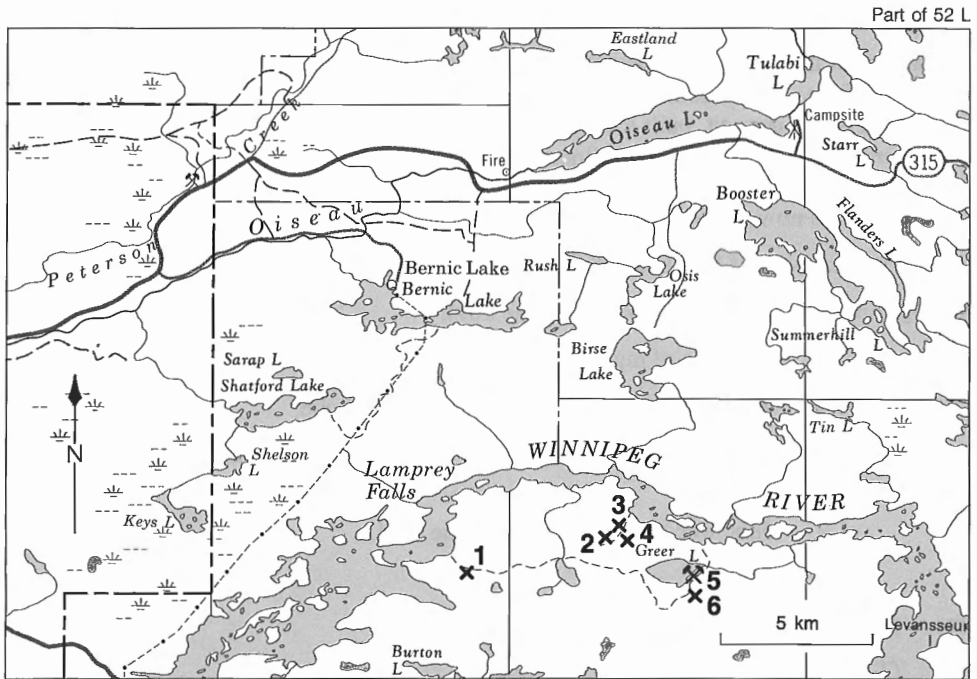 Part of 52 L
Eastland
L
Tulabi
L
Oiseau L
Campsite
Starr
L
315
Creek
Fire
Booster
L
Flanders L
Oiseau
Peterson
Rush L
Osis
Lake
Bernic Lake
Bernic
Lake
Summerhill
L
Birse
Lake
Sarap L
Shatford Lake
Tin L
N
Shelson
L
WINNIPEG
RIVER
Lamprey
Falls
Keys L
3
2
4
Greer
L
1
5
6
5 km
Levansseur
Burton
L